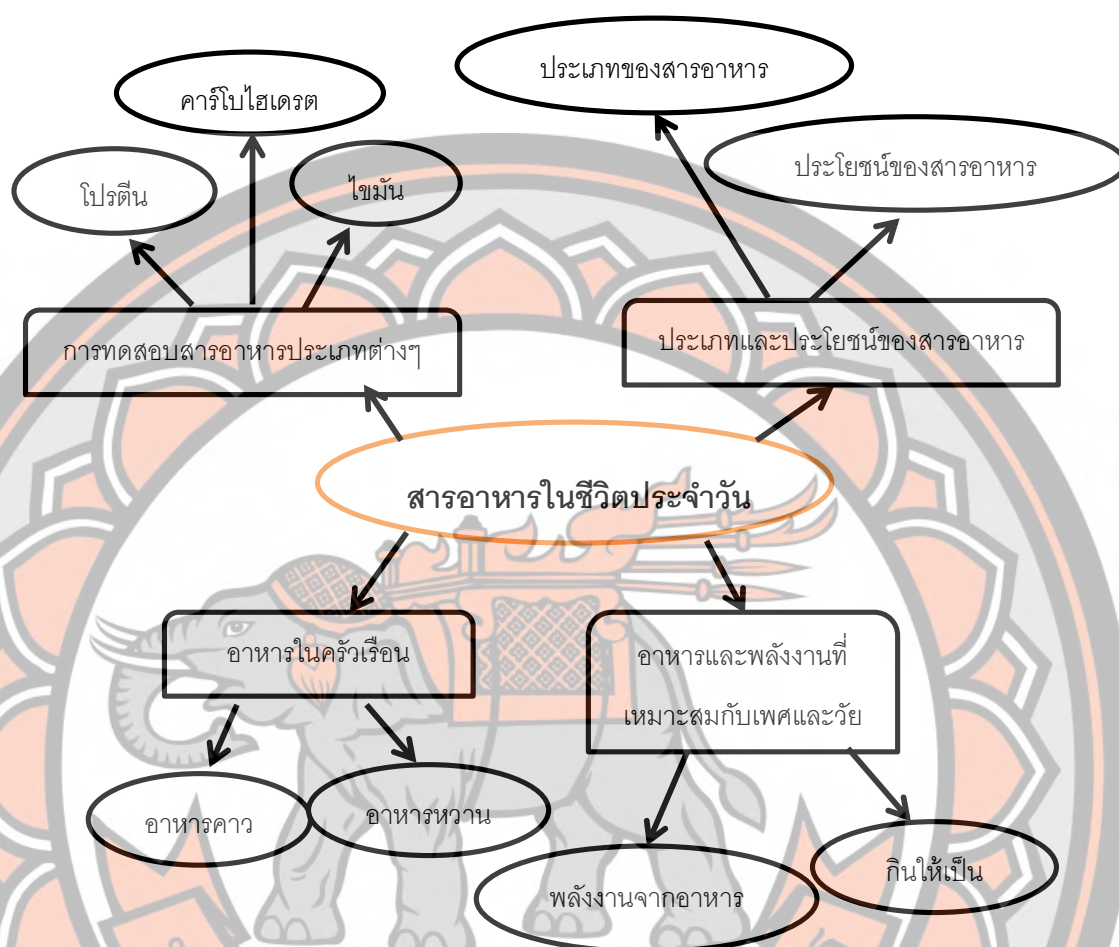 ประเภทของสารอาหาร
คาร์โบไฮเดรต
ประโยชน์ของสารอาหาร
โปรตีน
ไขมัน
การทดสอบสารอาหารประเภทต่างๆ
ประเภทและประโยชน์ของสารอาหาร
สารอาหารในชีวิตประจำวัน
อาหารในครัวเรือน
อาหารและพลังงานที่
เหมาะสมกับเพศและวัย
อาหารคาว
อาหารหวาน
พลังงานจากอาหาร
กินให้เป็น